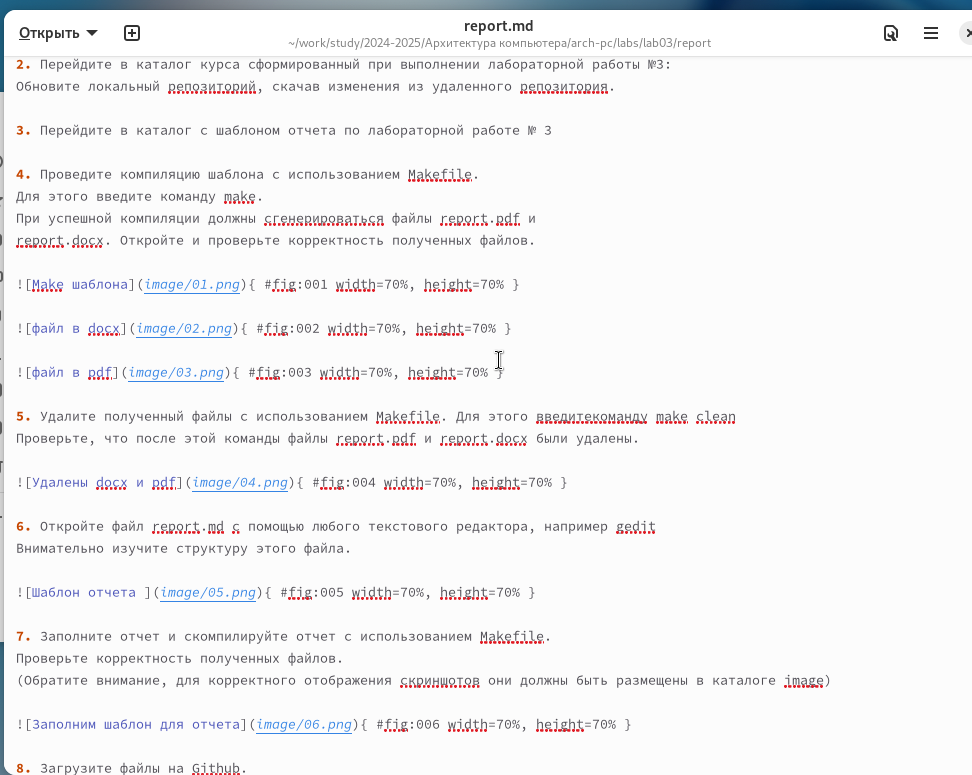 Открыть
report.md
~/work/study/2024-2025/Архитектура компьютера/arch-pc/labs/lab03/report
2. Перейдите в каталог курса сформированный при выполнении лабораторной работы №3:
Обновите локальный репозиторий, скачав изменения из удаленного репозитория.
3. Перейдите в каталог с шаблоном отчета по лабораторной работе № 3
4. Проведите компиляцию шаблона с использованием Makefile.
Для этого введите команду make.
При успешной компиляции должны сгенерироваться файлы report.pdf и
report.docx. Откройте и проверьте корректность полученных файлов.
![Make шаблона](image/01.png){ #fig:001 width=70%, height=70% }
![файл в docx](image/02.png){ #fig:002 width=70%, height=70% }
![файл в pdf](image/03.png){ #fig:003 width=70%, height=70% }
5. Удалите полученный файлы с использованием Makefile. Для этого введитекоманду make clean
Проверьте, что после этой команды файлы report.pdf и report.docx были удалены.
![Удалены docx и pdf](image/04.png){ #fig:004 width=70%, height=70% }
6. Откройте файл report.md c помощью любого текстового редактора, например gedit
Внимательно изучите структуру этого файла.
![Шаблон отчета ](image/05.png){ #fig:005 width=70%, height=70% }
7. Заполните отчет и скомпилируйте отчет с использованием Makefile.
Проверьте корректность полученных файлов.
(Обратите внимание, для корректного отображения скриншотов они должны быть размещены в каталоге image)
![Заполним шаблон для отчета](image/06.png){ #fig:006 width=70%, height=70% }
8. Загрузите файлы на Github.